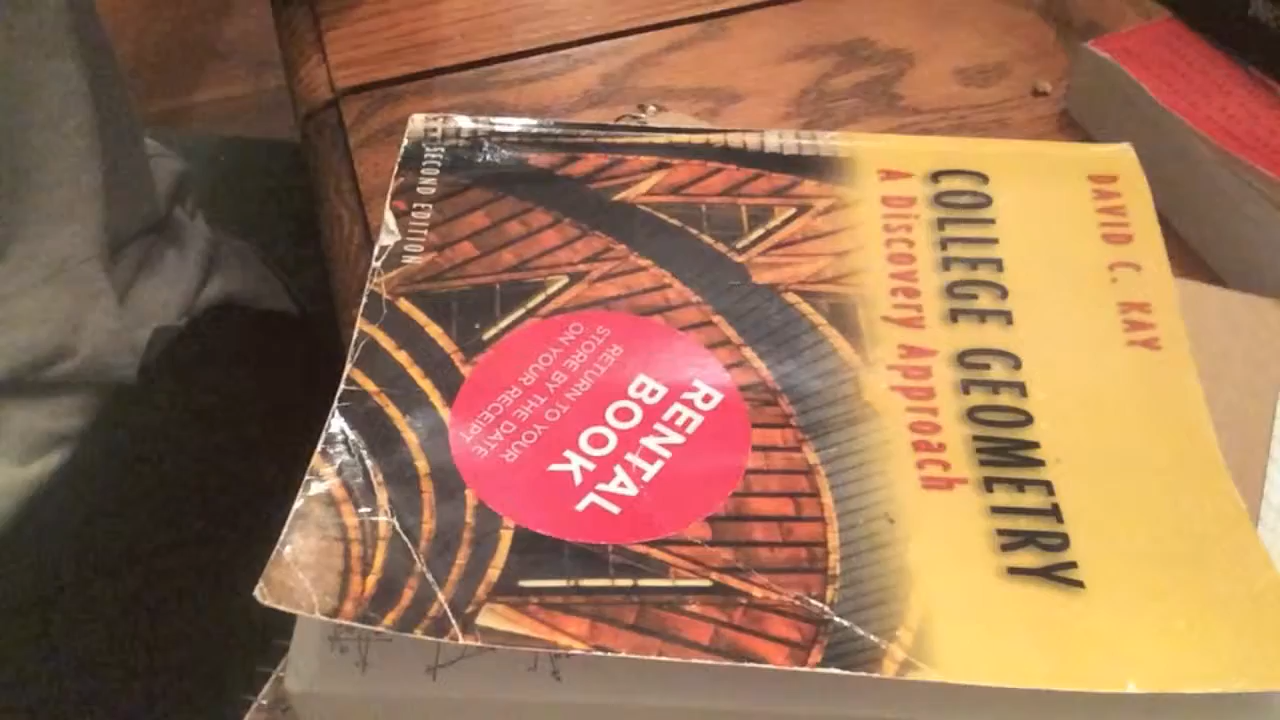 DAVID C. KAY
COLLEGE GEOMETRY
A Discovery Approach
RENTAL
BOOK
RETURN TO YOUR
STORE BY THE DATE
ON YOUR RECEIPT
SECOND EDITION